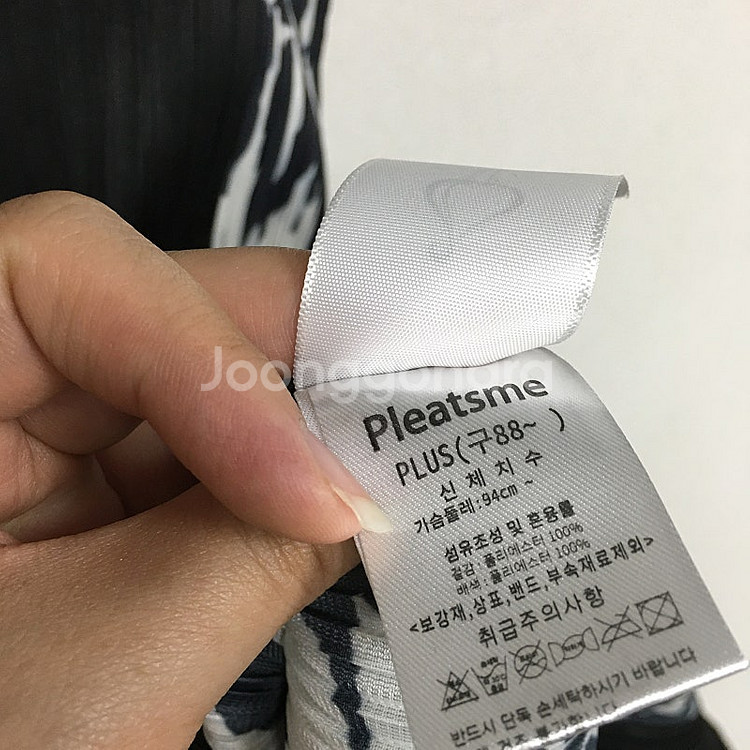 Joonggonara
Pleatsme
PLUS(구88~ )
신체치수
가슴둘레:94cm ~
섬유조성 및 혼용률
겉감: 폴리에스터 100%
배색: 폴리에스터 100%
<보강재,상표,밴드,부속재료제외>
취급주의사항
반드시 단독 손세탁하시기 바랍니다